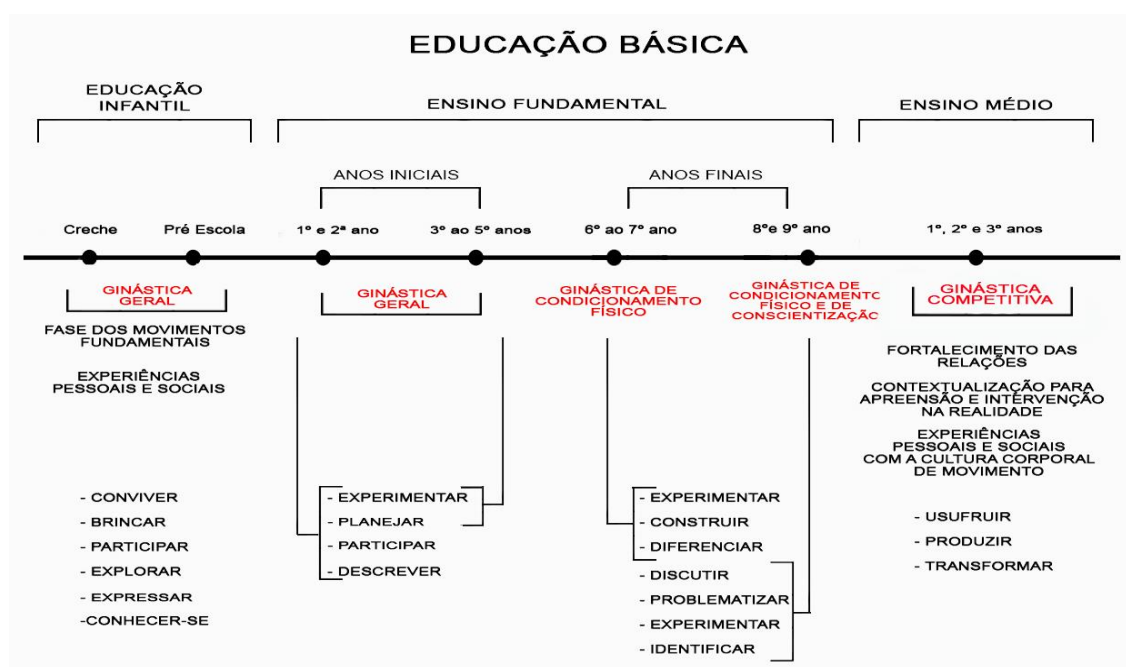 EDUCAÇÃO BÁSICA
EDUCAÇÃO
INFANTIL
ENSINO FUNDAMENTAL
ENSINO MÉDIO
ANOS INICIAIS
ANOS FINAIS
Creche
Pré Escola
1º e 2ª ano
3º ao 5º anos
6º ao 7º ano
8ºe 9º ano
1º, 2º e 3º anos
GINÁSTICA
GERAL
GINÁSTICA
GERAL
GINÁSTICA DE
CONDICIONAMENTO
FÍSICO
GINÁSTICA DE
CONDICIONAMENTO
FÍSICO E DE
CONSCIENTIZAÇÃO
GINÁSTICA
COMPETITIVA
FASE DOS MOVIMENTOS
FUNDAMENTAIS
EXPERIÊNCIAS
PESSOAIS E SOCIAIS
FORTALECIMENTO DAS
RELAÇÕES
CONTEXTUALIZAÇÃO PARA
APREENSÃO E INTERVENÇÃO
NA REALIDADE
EXPERIÊNCIAS
PESSOAIS E SOCIAIS
COM A CULTURA CORPORAL
DE MOVIMENTO
- CONVIVER
- BRINCAR
- PARTICIPAR
- EXPLORAR
- EXPRESSAR
-CONHECER-SE
- EXPERIMENTAR
- PLANEJAR
- PARTICIPAR
- DESCREVER
- EXPERIMENTAR
- CONSTRUIR
- DIFERENCIAR
- DISCUTIR
- PROBLEMATIZAR
- EXPERIMENTAR
- IDENTIFICAR
- USUFRUIR
- PRODUZIR
- TRANSFORMAR